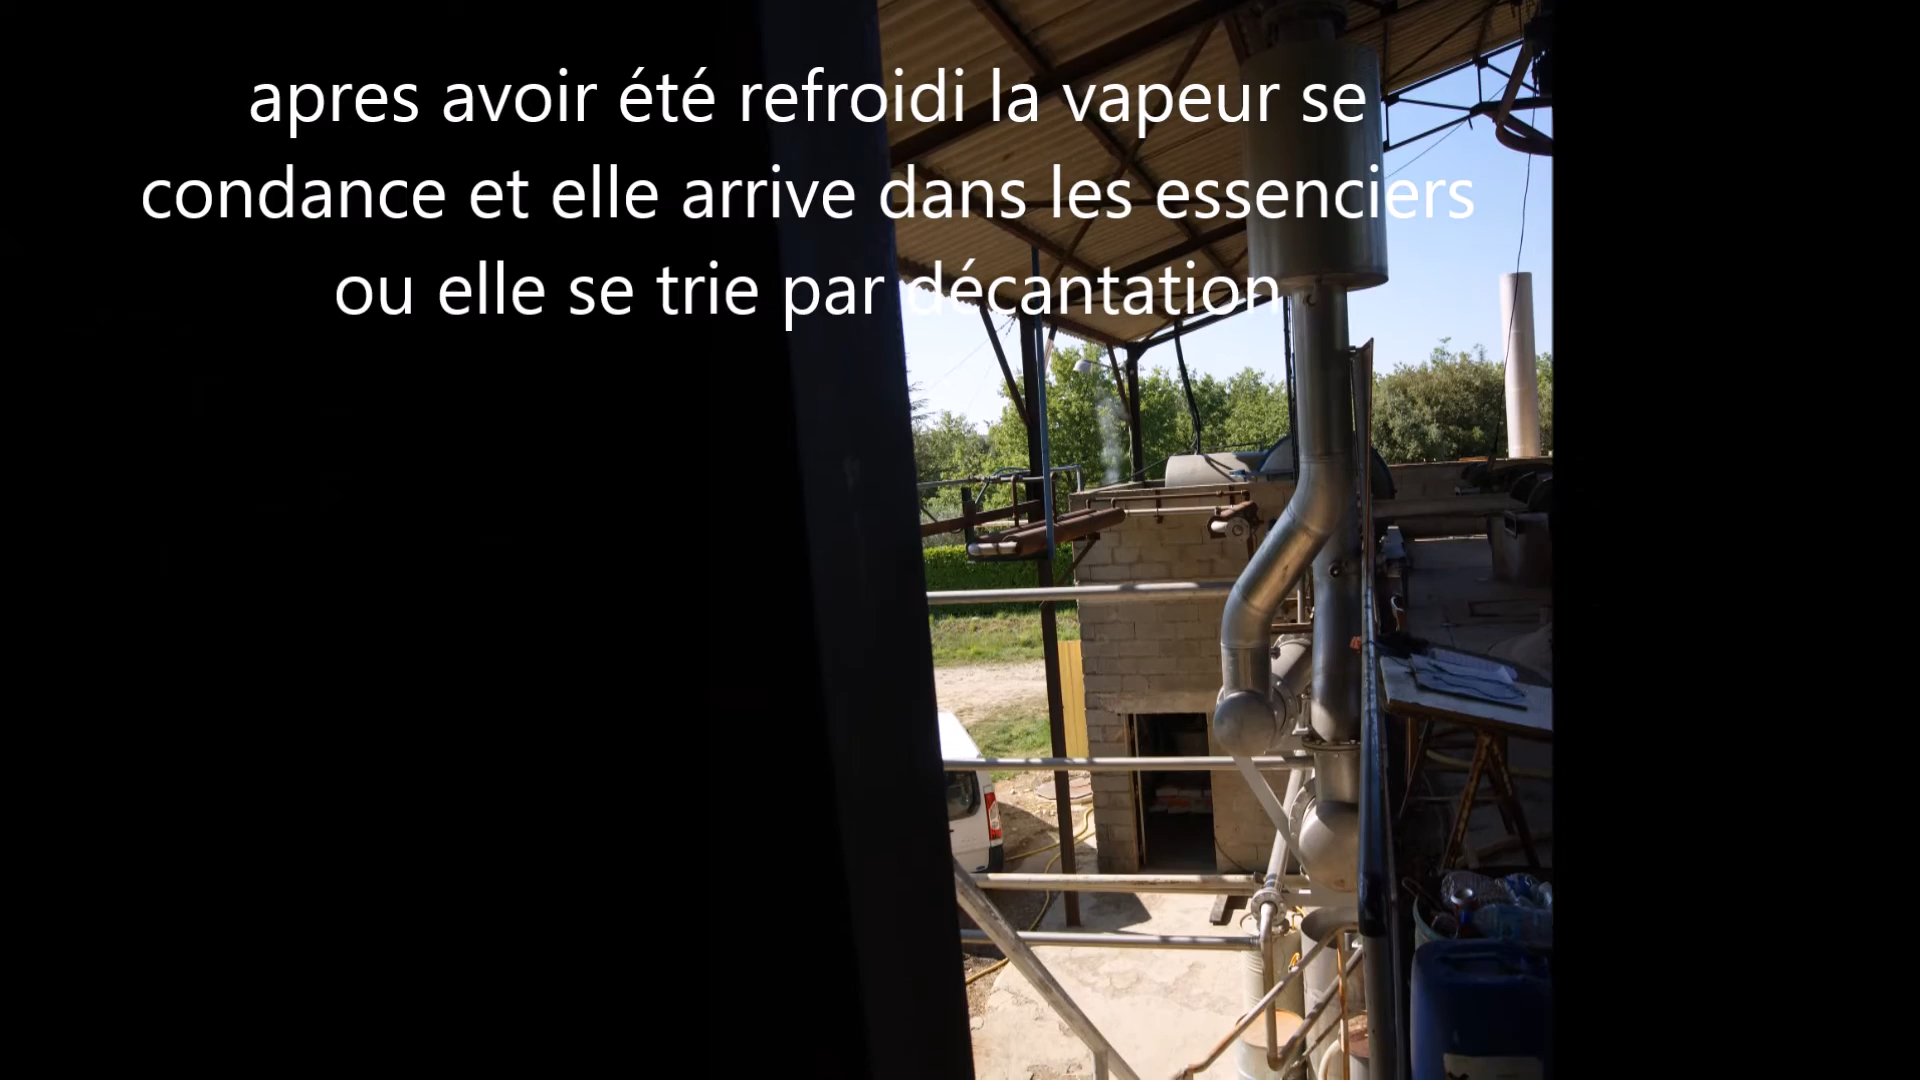 apres avoir été refroidi la vapeur se
condance et elle arrive dans les essenciers
ou elle se trie par décantation